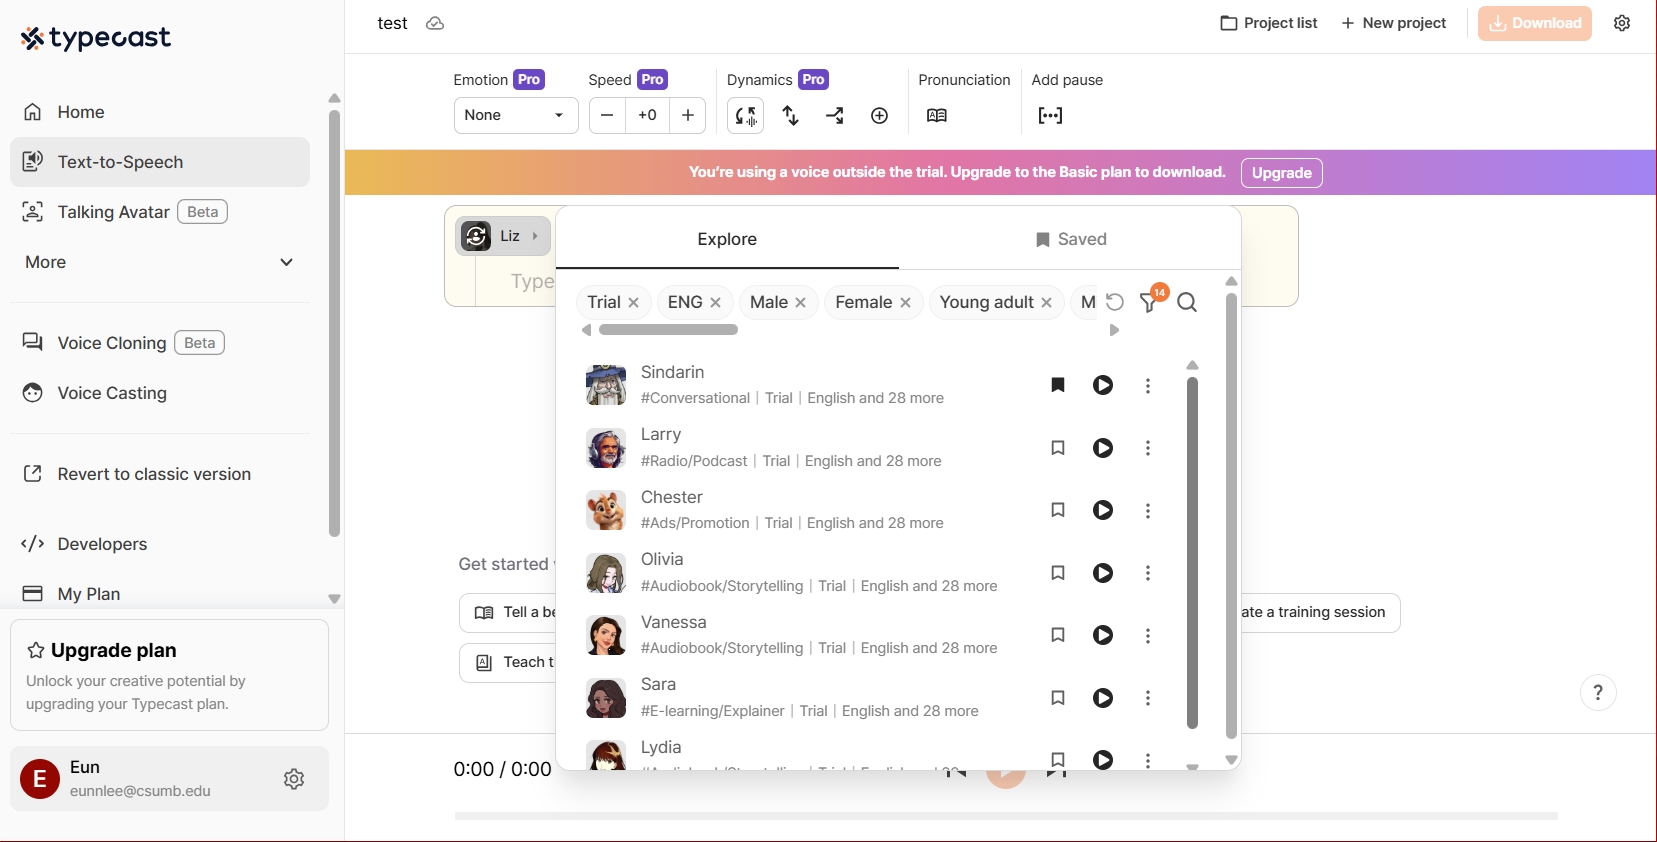 typecast
Home
Text-to-Speech
Talking Avatar Beta
More
Voice Cloning Beta
Voice Casting
Revert to classic version
Developers
My Plan
Upgrade plan
Unlock your creative potential by
upgrading your Typecast plan.
E
Eun
eunnlee@csumb.edu
test
Project list
New project
Download
Emotion Pro
Speed Pro
Dynamics Pro
Pronunciation
Add pause
None
+0
You're using a voice outside the trial. Upgrade to the Basic plan to download. Upgrade
Liz
Type
Explore
Saved
Trial
ENG
Male
Female
Young adult
M
14
Sindarin
#Conversational | Trial | English and 28 more
Larry
#Radio/Podcast | Trial | English and 28 more
Chester
#Ads/Promotion | Trial | English and 28 more
Olivia
#Audiobook/Storytelling | Trial | English and 28 more
Vanessa
#Audiobook/Storytelling | Trial | English and 28 more
Sara
#E-learning/Explainer | Trial | English and 28 more
Lydia
Get started
Tell a be
ate a training session
Teach t
?
0:00 / 0:00